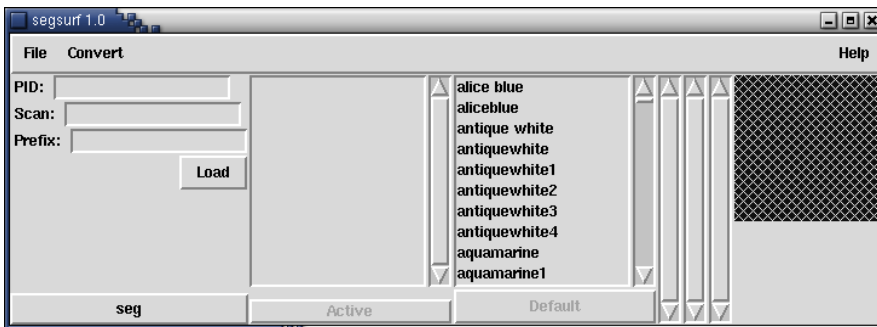 segsurf 1.0
File Convert Help
PID:
Scan:
Prefix:
Load
seg
Active
alice blue
aliceblue
antique white
antiquewhite
antiquewhite1
antiquewhite2
antiquewhite3
antiquewhite4
aquamarine
aquamarine1
Default